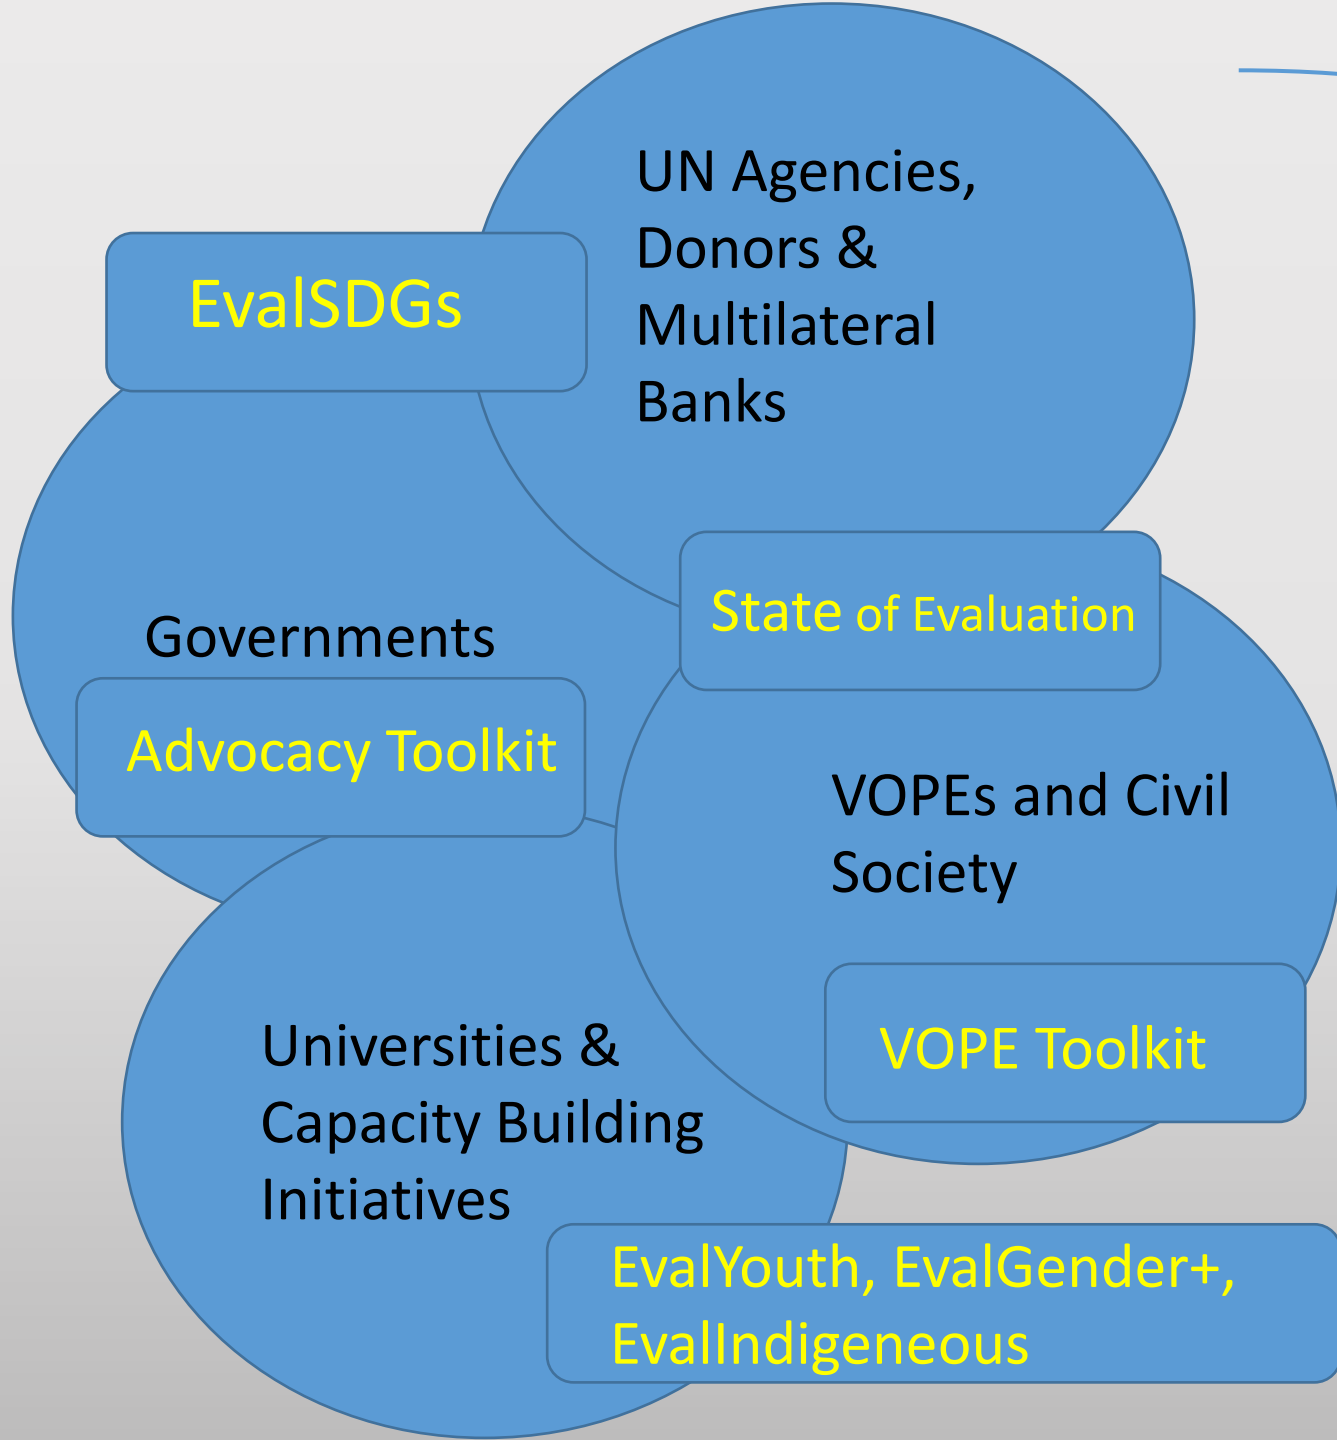 UN Agencies,
Donors &
Multilateral
Banks
EvalSDGs
State of Evaluation
Governments
Advocacy Toolkit
VOPEs and Civil
Society
VOPE Toolkit
Universities &
Capacity Building
Initiatives
EvalYouth, EvalGender+,
EvalIndigeneous